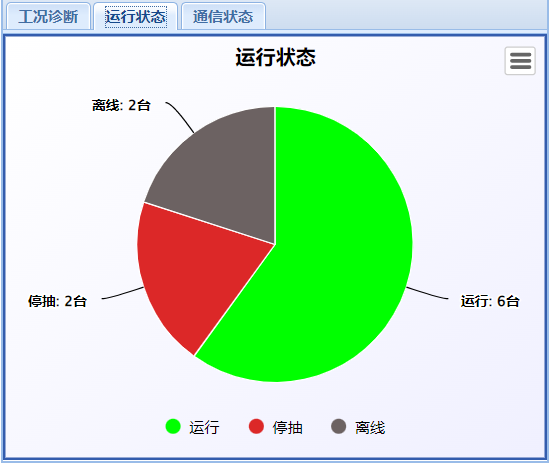 工况诊断 运行状态 通信状态
运行状态
离线: 2台
停抽: 2台
运行: 6台
运行 停抽 离线